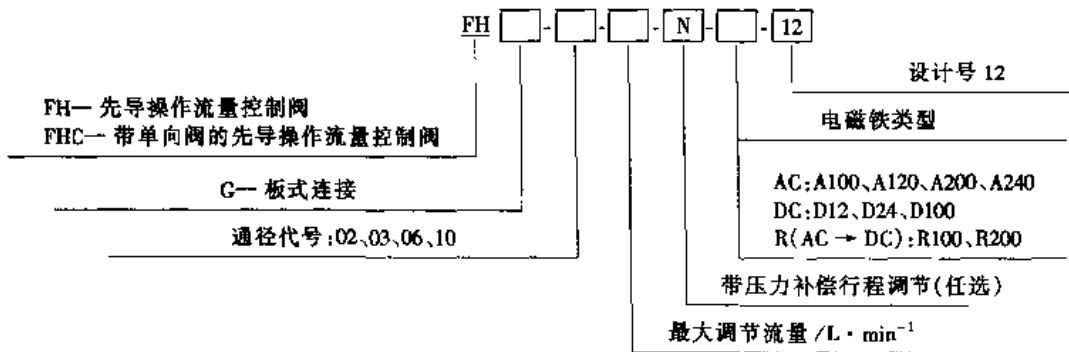 FH□-□-□-N-□-12
设计号 12
FH—先导操作流量控制阀
FHC—带单向阀的先导操作流量控制阀
电磁铁类型
G—板式连接
AC:A100、A120、A200、A240
DC:D12、D24、D100
通径代号:02、03、06、10
R(AC→DC):R100、R200
带压力补偿行程调节(任选)
最大调节流量/L·min⁻¹